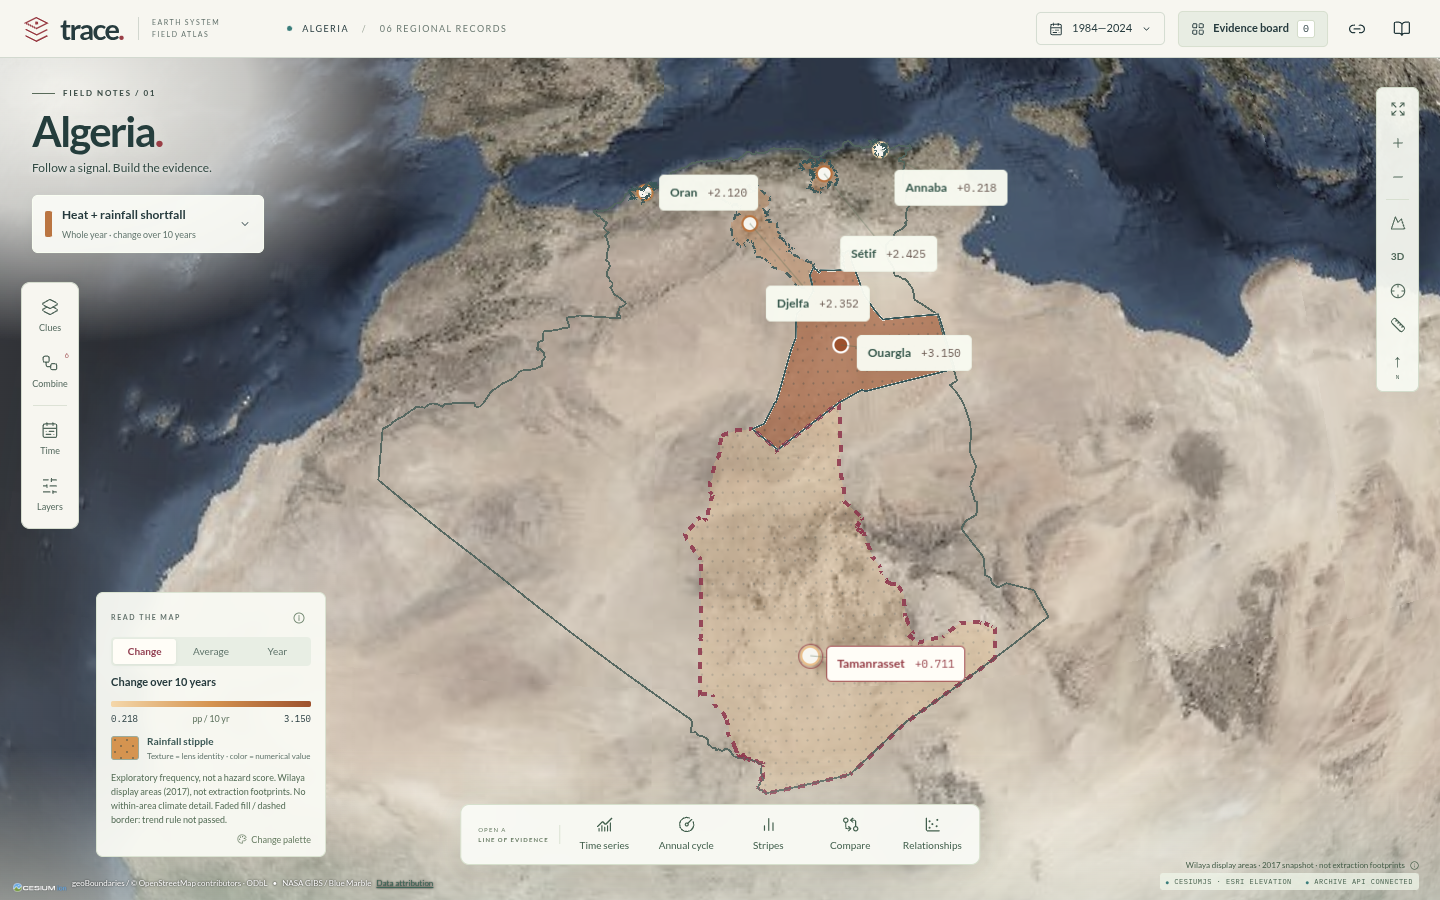 trace.
EARTH SYSTEM
FIELD ATLAS
ALGERIA / 06 REGIONAL RECORDS
1984—2024
Evidence board 0
FIELD NOTES / 01
Algeria.
Follow a signal. Build the evidence.
Heat + rainfall shortfall
Whole year · change over 10 years
Clues
Combine
Time
Layers
3D
N
Oran +2.120
Annaba +0.218
Sétif +2.425
Djelfa +2.352
Ouargla +3.150
Tamanrasset +0.711
READ THE MAP
Change Average Year
Change over 10 years
0.218 pp / 10 yr 3.150
Rainfall stipple
Texture = lens identity · color = numerical value
Exploratory frequency, not a hazard score. Wilaya
display areas (2017), not extraction footprints. No
within-area climate detail. Faded fill / dashed
border: trend rule not passed.
Change palette
OPEN A
LINE OF EVIDENCE
Time series
Annual cycle
Stripes
Compare
Relationships
CESIUM
geoBoundaries / © OpenStreetMap contributors · ODbL • NASA GIBS / Blue Marble Data attribution
Wilaya display areas · 2017 snapshot · not extraction footprints
CESIUMJS · ESRI ELEVATION ARCHIVE API CONNECTED